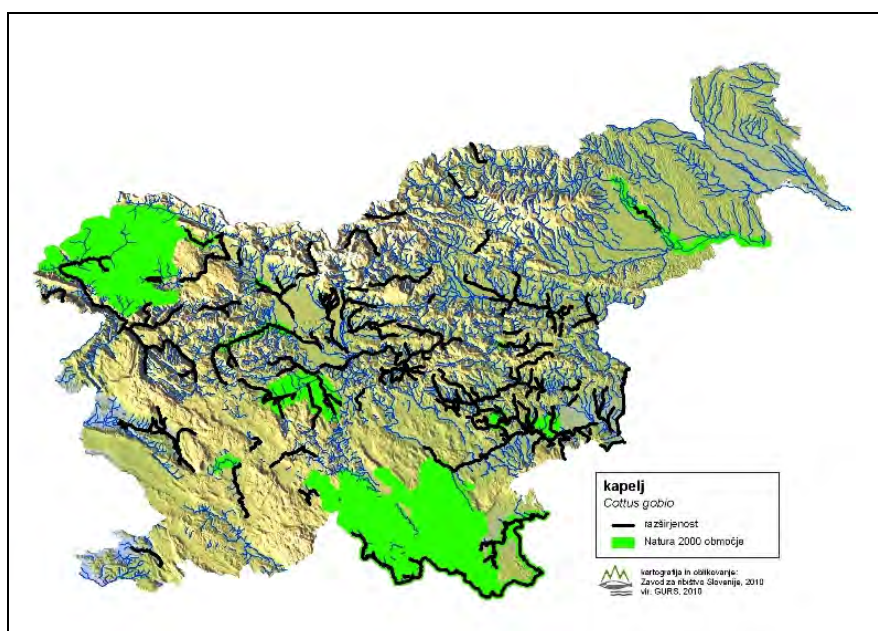 kapelj
Cottus gobio
razširjenost
Natura 2000 območje
kartografija in oblikovanje:
Zavod za ribištvo Slovenije, 2010
vir: GURS, 2010